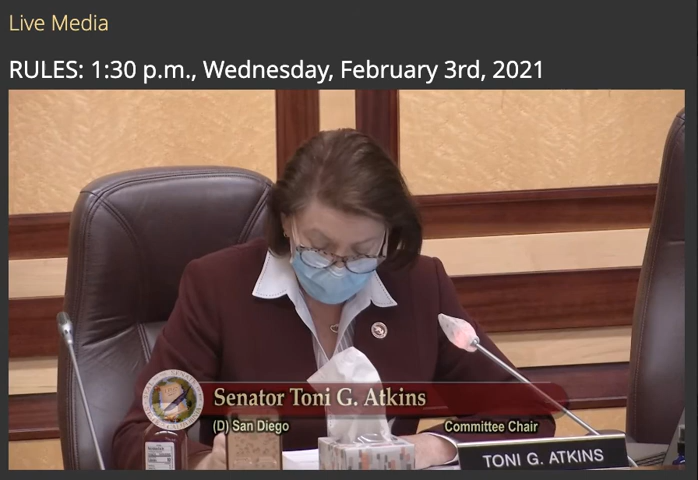 Live Media
RULES: 1:30 p.m., Wednesday, February 3rd, 2021
Senator Toni G. Atkins
(D) San Diego
Committee Chair
TONI G. ATKINS